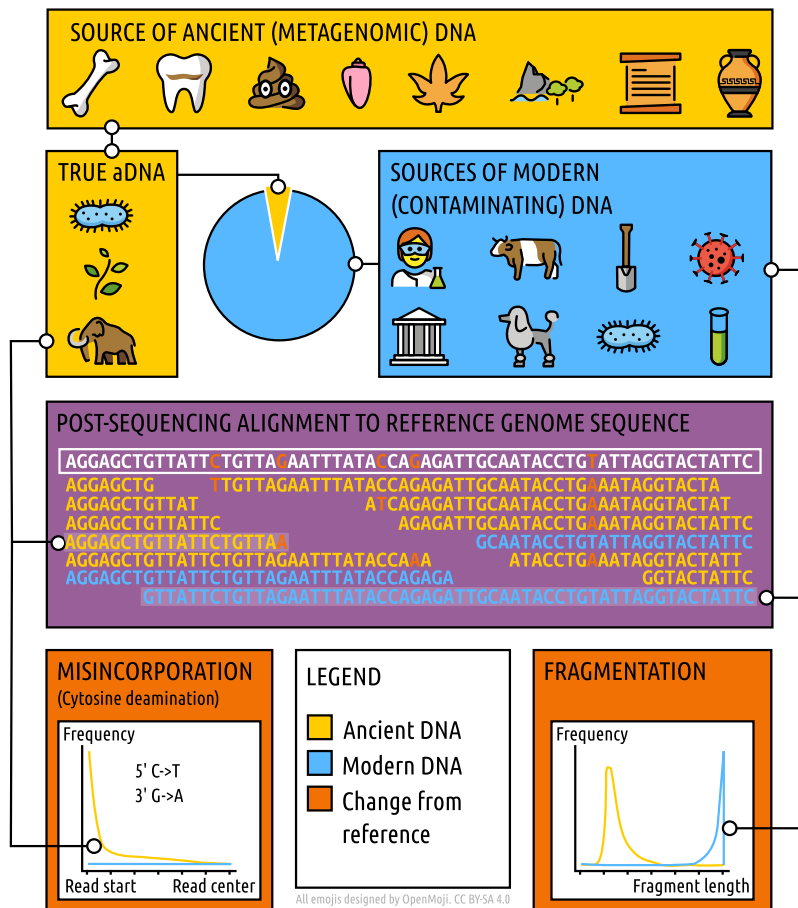 SOURCE OF ANCIENT (METAGENOMIC) DNA
TRUE aDNA
SOURCES OF MODERN
(CONTAMINATING) DNA
POST-SEQUENCING ALIGNMENT TO REFERENCE GENOME SEQUENCE
AGGAGCTGTTATTCTGTTAGAATTTATACCAGAGATTGCAATACCTGTATTAGGTACTATTC
AGGAGCTG TTGTTAGAATTTATACCAGAGATTGCAATACCTGAAATAGGTACTA
AGGAGCTGTTAT ATCAGAGATTGCAATACCTGAAATAGGTACTAT
AGGAGCTGTTATTC AGAGATTGCAATACCTGAAATAGGTACTATTC
AGGAGCTGTTATTCTGTTAA GCAATACCTGTATTAGGTACTATTC
AGGAGCTGTTATTCTGTTAGAATTTATACCAAA ATACCTGAAATAGGTACTATT
AGGAGCTGTTATTCTGTTAGAATTTATACCAGAGA GGTACTATTC
GTTATTCTGTTAGAATTTATACCAGAGATTGCAATACCTGTATTAGGTACTATTC
MISINCORPORATION
(Cytosine deamination)
Frequency
5' C->T
3' G->A
Read start Read center
LEGEND
Ancient DNA
Modern DNA
Change from
reference
All emojis designed by OpenMoji. CC BY-SA 4.0
FRAGMENTATION
Frequency
Fragment length